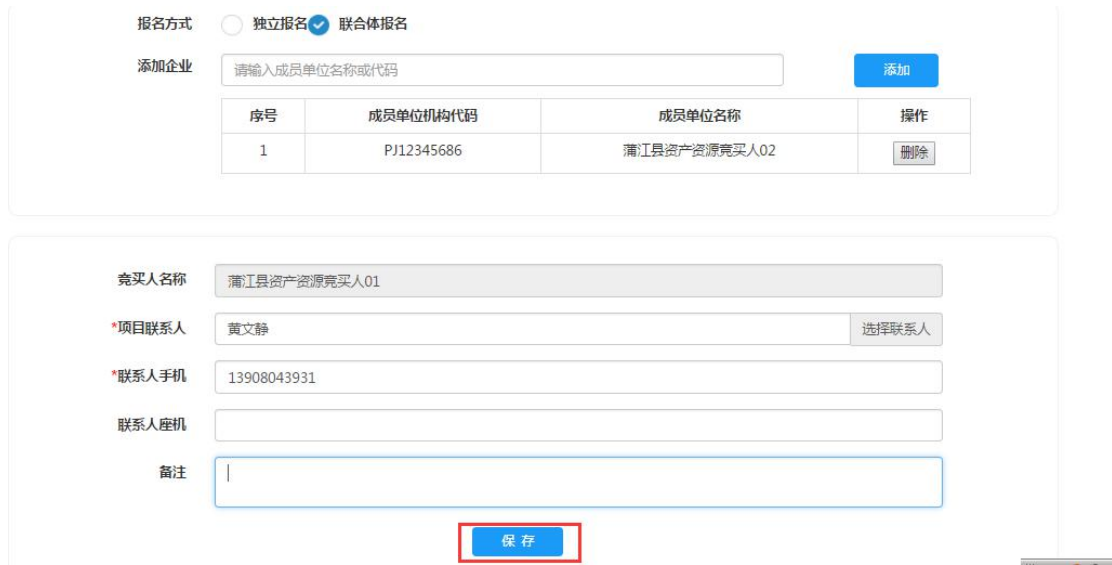 报名方式 独立报名 联合体报名
添加企业 请输入成员单位名称或代码 添加
序号 成员单位机构代码 成员单位名称 操作
1 PJ12345686 蒲江县资产资源竞买人02 删除
竞买人名称 蒲江县资产资源竞买人01
*项目联系人 黄文静 选择联系人
*联系人手机 13908043931
联系人座机
备注
保 存